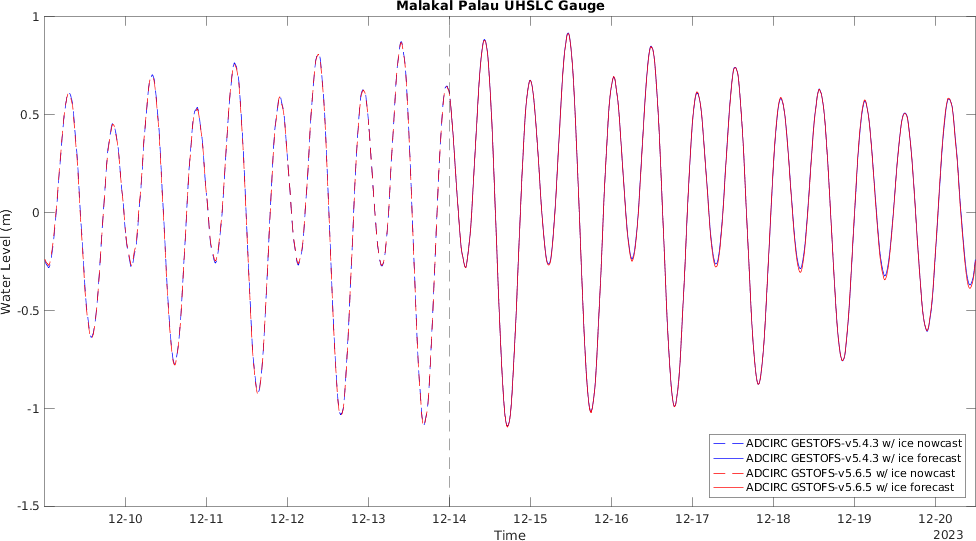 Malakal Palau UHSLC Gauge
1
0.5
0
-0.5
-1
-1.5
Water Level (m)
12-10 12-11 12-12 12-13 12-14 12-15 12-16 12-17 12-18 12-19 12-20
Time
2023
ADCIRC GESTOFS-v5.4.3 w/ ice nowcast
ADCIRC GESTOFS-v5.4.3 w/ ice forecast
ADCIRC GSTOFS-v5.6.5 w/ ice nowcast
ADCIRC GSTOFS-v5.6.5 w/ ice forecast